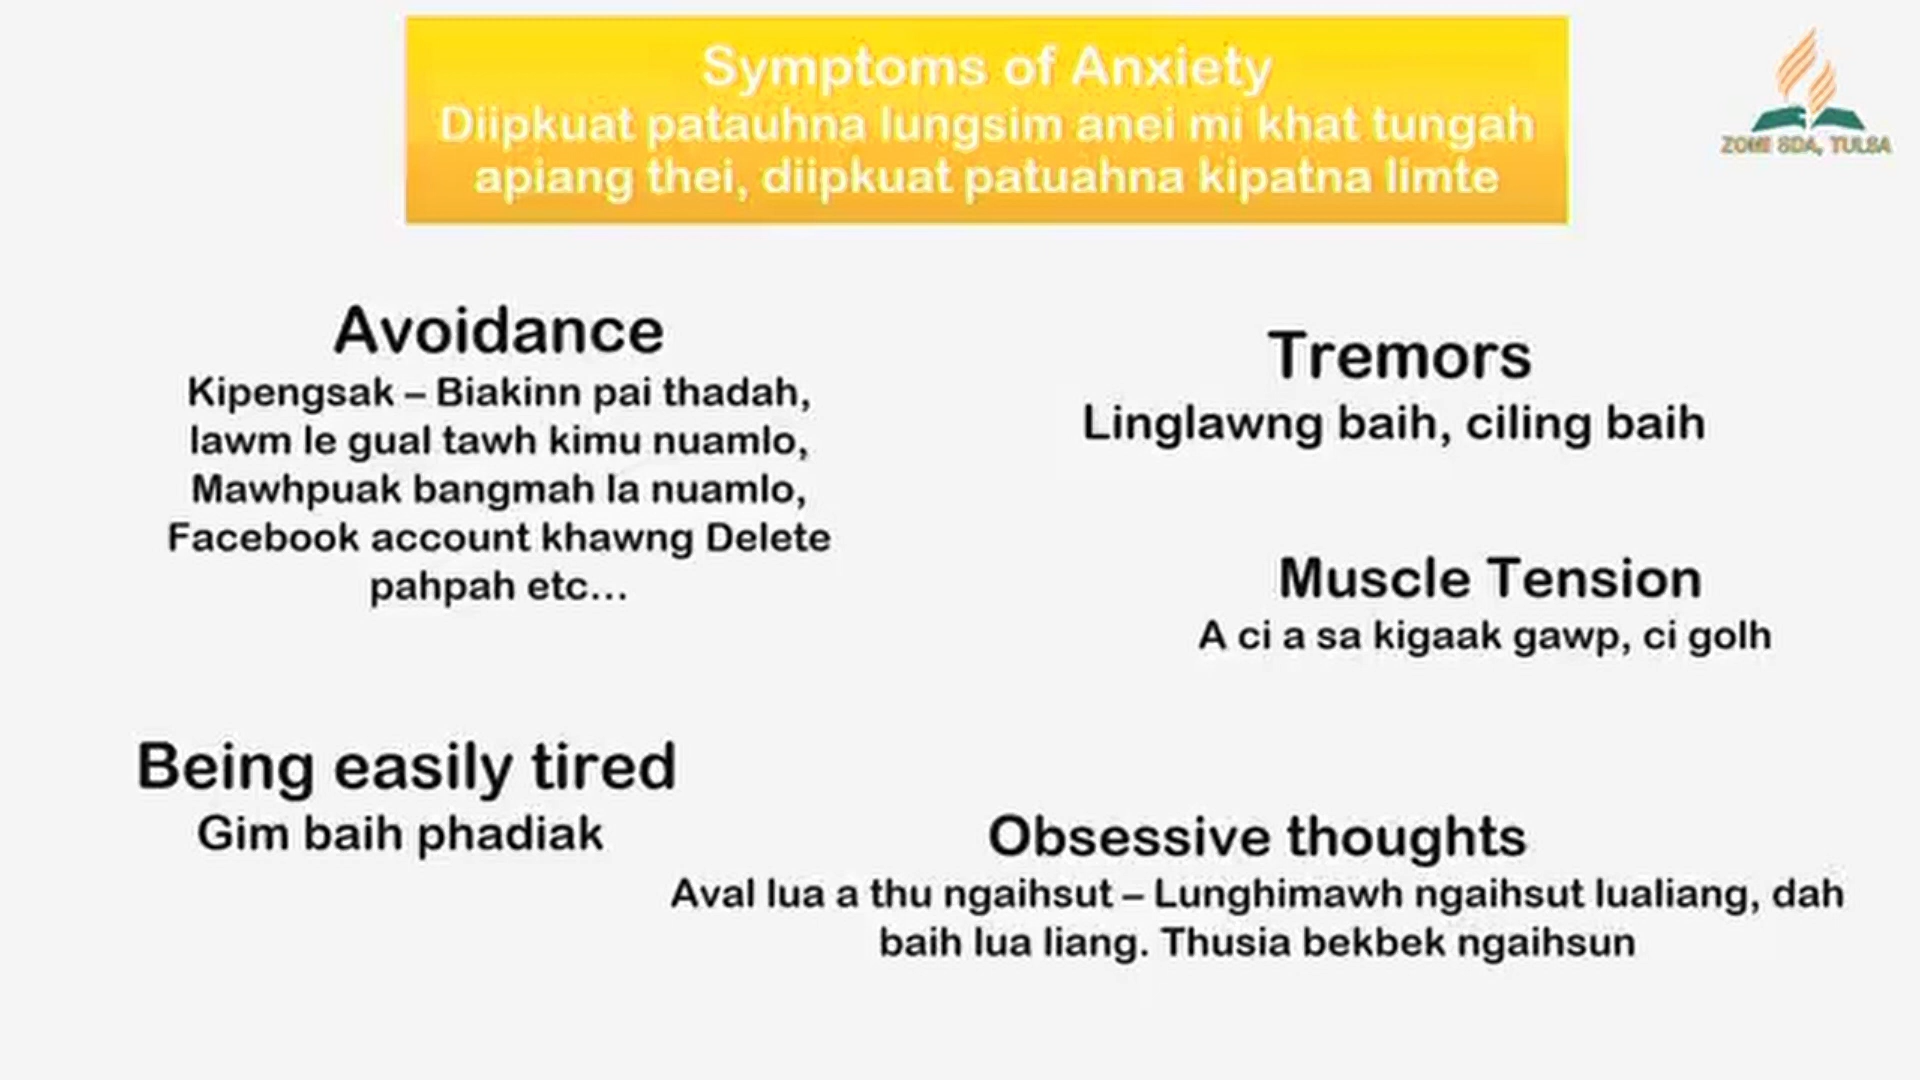 Symptoms of Anxiety
Diipkuat patauhna lungsim anei mi khat tungah
apiang thei, diipkuat patuahna kipatna limte
ZOMI SDA, TULSA
Avoidance
Kipengsak – Biakinn pai thadah,
lawm le gual tawh kimu nuamlo,
Mawhpuak bangmah la nuamlo,
Facebook account khawng Delete
pahpah etc...
Tremors
Linglawng baih, ciling baih
Muscle Tension
A ci a sa kigaak gawp, ci golh
Being easily tired
Gim baih phadiak
Obsessive thoughts
Aval lua a thu ngaihsut – Lunghimawh ngaihsut lualiang, dah
baih lua liang. Thusia bekbek ngaihsun